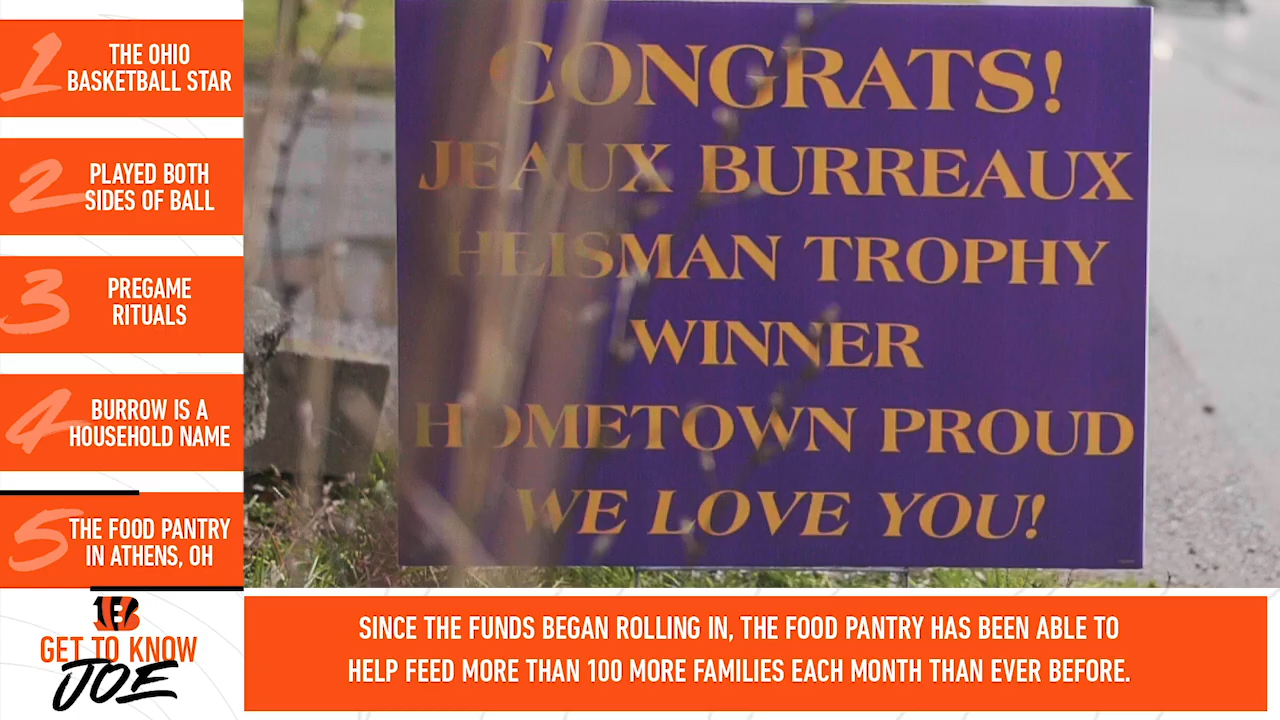 1
THE OHIO
BASKETBALL STAR
2
PLAYED BOTH
SIDES OF BALL
3
PREGAME
RITUALS
4
BURROW IS A
HOUSEHOLD NAME
5
THE FOOD PANTRY
IN ATHENS, OH
GET TO KNOW
JOE
CONGRATS!
JEAUX BURREAUX
HEISMAN TROPHY
WINNER
HOMETOWN PROUD
WE LOVE YOU!
SINCE THE FUNDS BEGAN ROLLING IN, THE FOOD PANTRY HAS BEEN ABLE TO
HELP FEED MORE THAN 100 MORE FAMILIES EACH MONTH THAN EVER BEFORE.